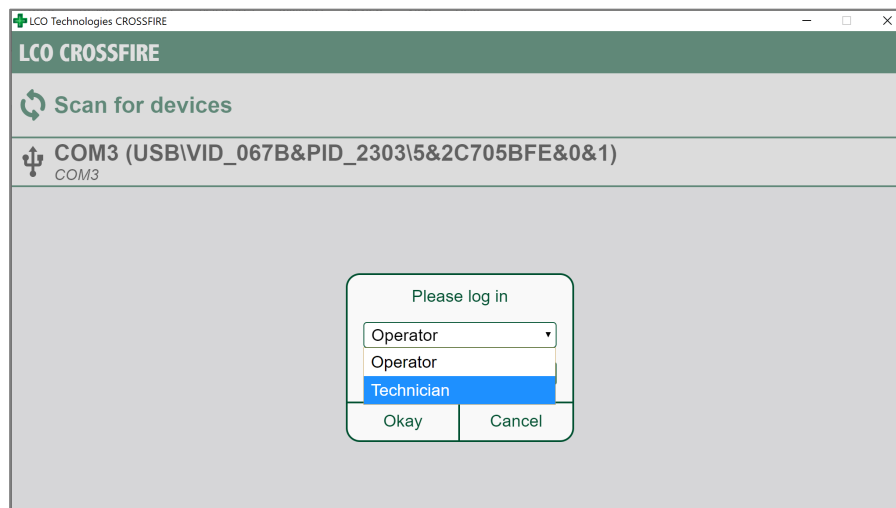 LCO Technologies CROSSFIRE
LCO CROSSFIRE
Scan for devices
COM3 (USB\VID_067B&PID_2303\5&2C705BFE&0&1)
COM3
Please log in
Operator
Operator
Technician
Okay
Cancel